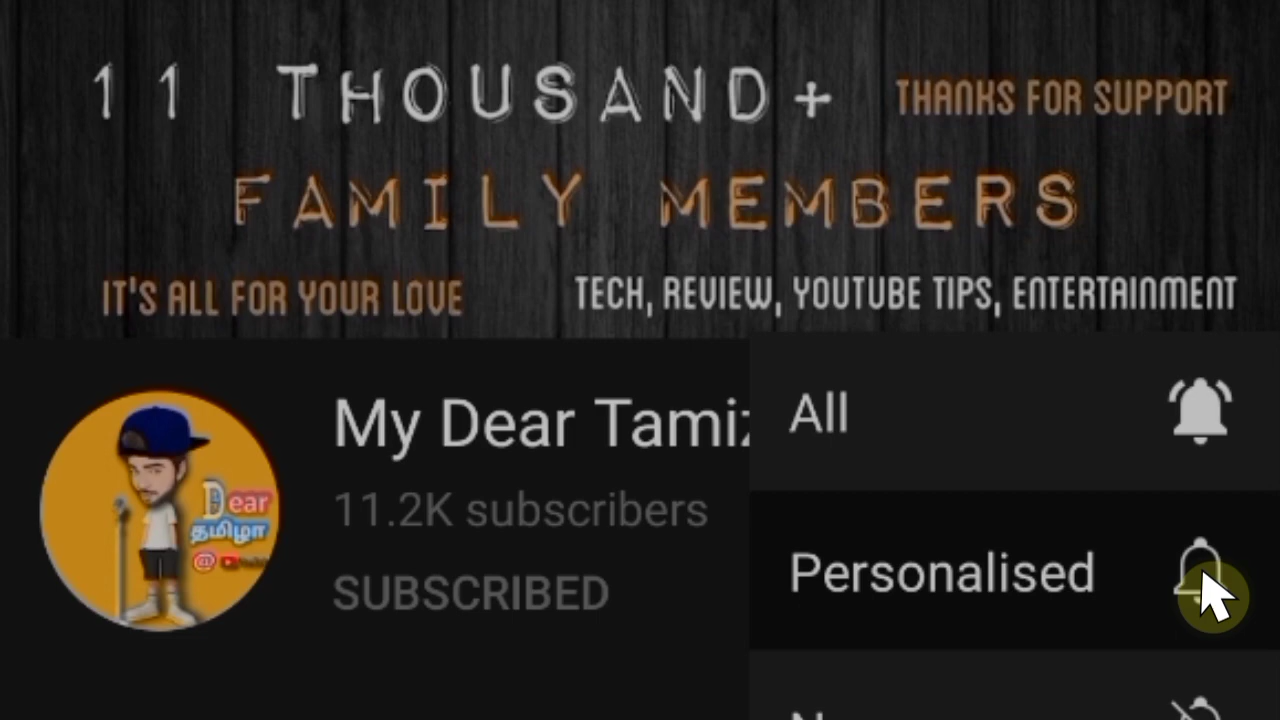 11 THOUSAND+
THANKS FOR SUPPORT
FAMILY MEMBERS
IT'S ALL FOR YOUR LOVE
TECH, REVIEW, YOUTUBE TIPS, ENTERTAINMENT
My Dear Tami
11.2K subscribers
SUBSCRIBED
Dear
தமிழா
@
All
Personalised